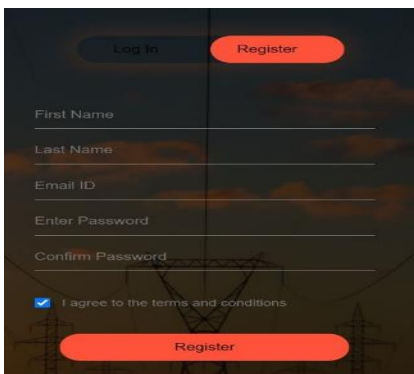 Log In Register
First Name
Last Name
Email ID
Enter Password
Confirm Password
I agree to the terms and conditions
Register